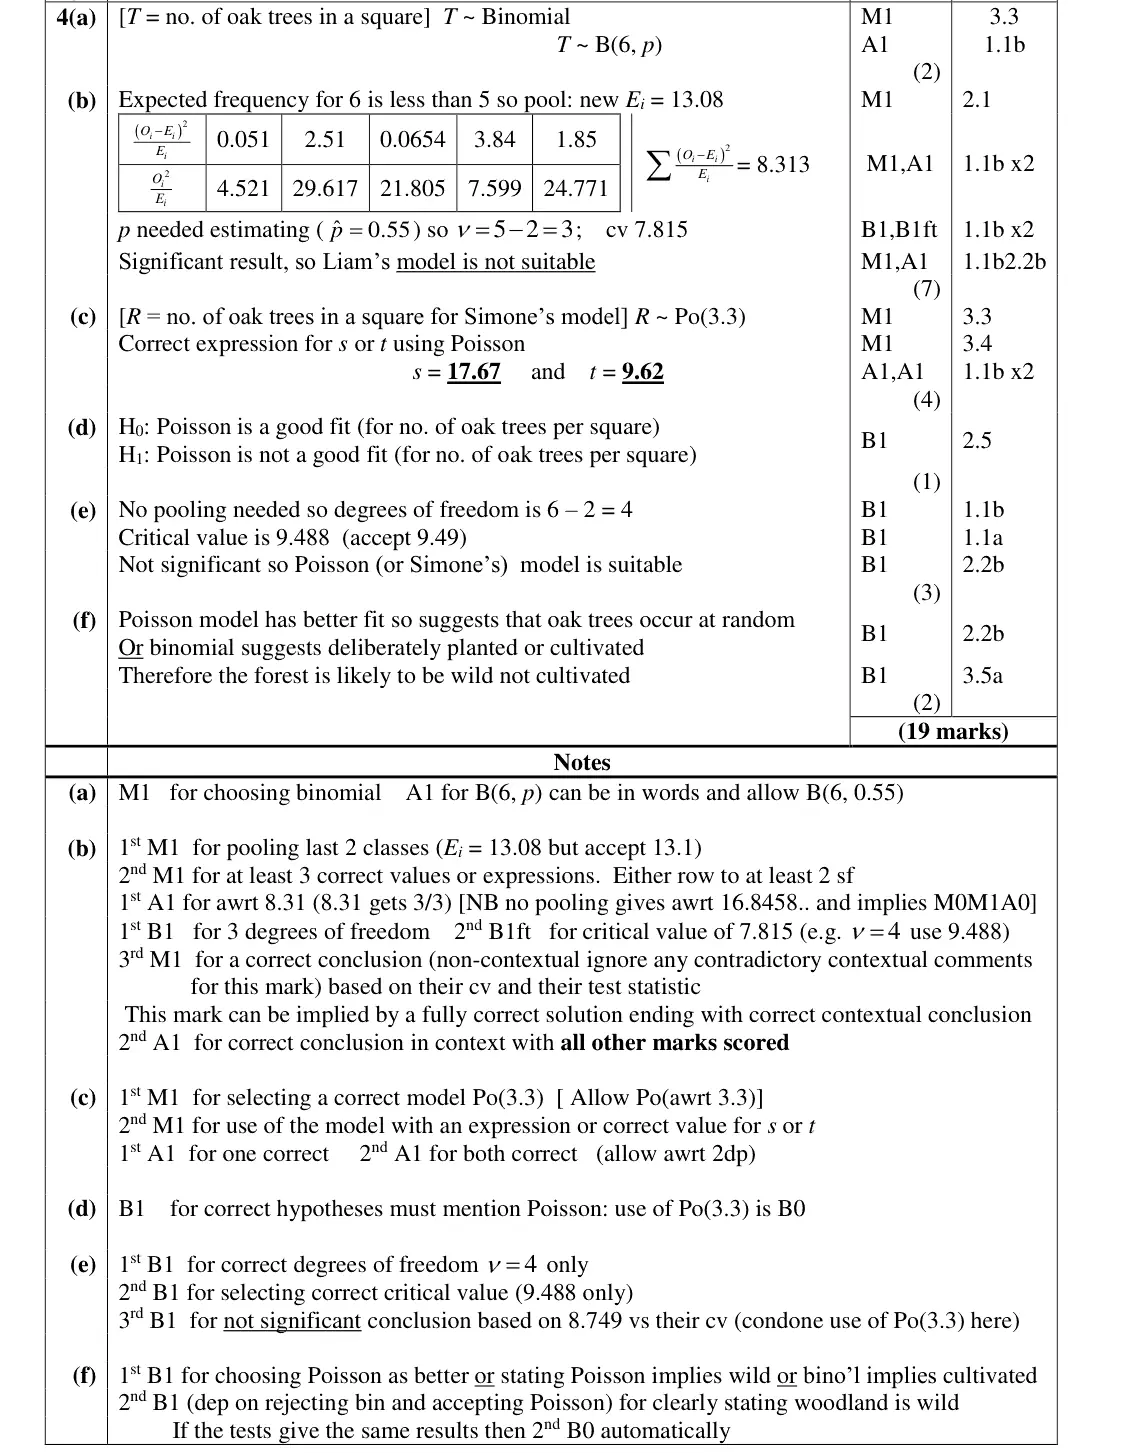 4(a) [T = no. of oak trees in a square] T ~ Binomial M1 3.3
T ~ B(6, p) A1 1.1b
(2)
(b) Expected frequency for 6 is less than 5 so pool: new Eᵢ = 13.08 M1 2.1
(Oᵢ−Eᵢ)²/Eᵢ 0.051 2.51 0.0654 3.84 1.85
∑ (Oᵢ−Eᵢ)²/Eᵢ = 8.313 M1,A1 1.1b x2
Oᵢ²/Eᵢ 4.521 29.617 21.805 7.599 24.771
p needed estimating ( p̂ = 0.55 ) so ν = 5 − 2 = 3 ; cv 7.815 B1,B1ft 1.1b x2
Significant result, so Liam’s model is not suitable M1,A1 1.1b2.2b
(7)
(c) [R = no. of oak trees in a square for Simone’s model] R ~ Po(3.3) M1 3.3
Correct expression for s or t using Poisson M1 3.4
s = 17.67 and t = 9.62 A1,A1 1.1b x2
(4)
(d) H₀: Poisson is a good fit (for no. of oak trees per square)
H₁: Poisson is not a good fit (for no. of oak trees per square) B1 2.5
(1)
(e) No pooling needed so degrees of freedom is 6 – 2 = 4 B1 1.1b
Critical value is 9.488 (accept 9.49) B1 1.1a
Not significant so Poisson (or Simone’s) model is suitable B1 2.2b
(3)
(f) Poisson model has better fit so suggests that oak trees occur at random
Or binomial suggests deliberately planted or cultivated B1 2.2b
Therefore the forest is likely to be wild not cultivated B1 3.5a
(2)
(19 marks)
Notes
(a) M1 for choosing binomial A1 for B(6, p) can be in words and allow B(6, 0.55)
(b) 1st M1 for pooling last 2 classes (Eᵢ = 13.08 but accept 13.1)
2nd M1 for at least 3 correct values or expressions. Either row to at least 2 sf
1st A1 for awrt 8.31 (8.31 gets 3/3) [NB no pooling gives awrt 16.8458.. and implies M0M1A0]
1st B1 for 3 degrees of freedom 2nd B1ft for critical value of 7.815 (e.g. ν = 4 use 9.488)
3rd M1 for a correct conclusion (non-contextual ignore any contradictory contextual comments
for this mark) based on their cv and their test statistic
This mark can be implied by a fully correct solution ending with correct contextual conclusion
2nd A1 for correct conclusion in context with all other marks scored
(c) 1st M1 for selecting a correct model Po(3.3) [ Allow Po(awrt 3.3)]
2nd M1 for use of the model with an expression or correct value for s or t
1st A1 for one correct 2nd A1 for both correct (allow awrt 2dp)
(d) B1 for correct hypotheses must mention Poisson: use of Po(3.3) is B0
(e) 1st B1 for correct degrees of freedom ν = 4 only
2nd B1 for selecting correct critical value (9.488 only)
3rd B1 for not significant conclusion based on 8.749 vs their cv (condone use of Po(3.3) here)
(f) 1st B1 for choosing Poisson as better or stating Poisson implies wild or bino’l implies cultivated
2nd B1 (dep on rejecting bin and accepting Poisson) for clearly stating woodland is wild
If the tests give the same results then 2nd B0 automatically